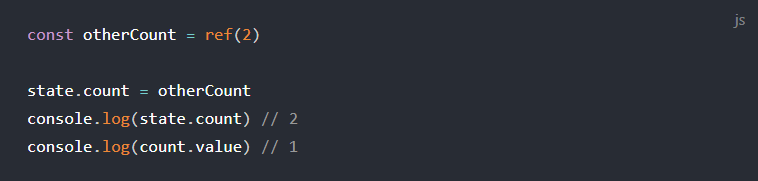 js
const otherCount = ref(2)
state.count = otherCount
console.log(state.count) // 2
console.log(count.value) // 1